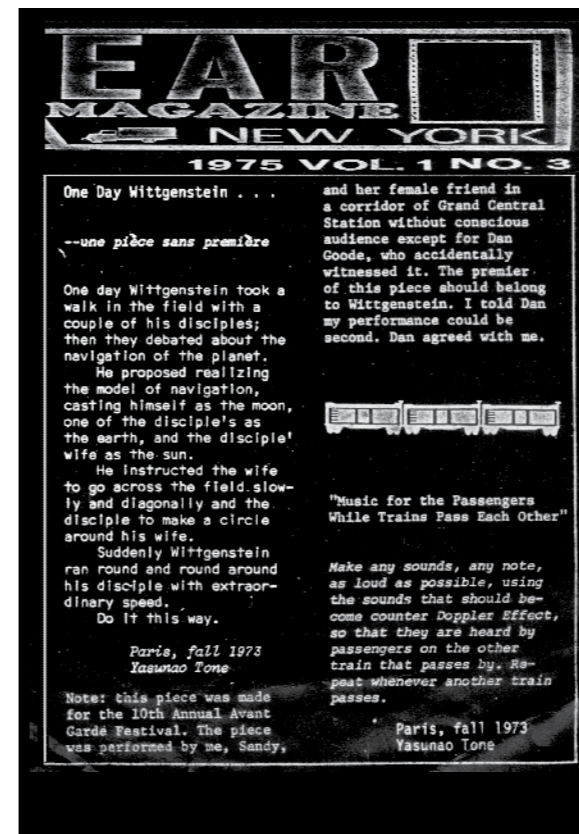 EAR
MAGAZINE
NEW YORK
1975 VOL. 1 NO. 3
One Day Wittgenstein . . .
--une pièce sans premiàre
One day Wittgenstein took a
walk in the field with a
couple of his disciples;
then they debated about the
navigation of the planet.
He proposed realizing
the model of navigation,
casting himself as the moon,
one of the disciple's as
the earth, and the disciple'
wife as the sun.
He instructed the wife
to go across the field slow-
ly and diagonally and the
disciple to make a circle
around his wife.
Suddenly Wittgenstein
ran round and round around
his disciple with extraor-
dinary speed.
Do it this way.
Paris, fall 1973
Yasunao Tone
Note: this piece was made
for the 10th Annual Avant
Garde Festival. The piece
was performed by me, Sandy,
and her female friend in
a corridor of Grand Central
Station without conscious
audience except for Dan
Goode, who accidentally
witnessed it. The premier
of this piece should belong
to Wittgenstein. I told Dan
my performance could be
second. Dan agreed with me.
"Music for the Passengers
While Trains Pass Each Other"
Make any sounds, any note,
as loud as possible, using
the sounds that should be-
come counter Doppler Effect,
so that they are heard by
passengers on the other
train that passes by. Re-
peat whenever another train
passes.
Paris, fall 1973
Yasunao Tone